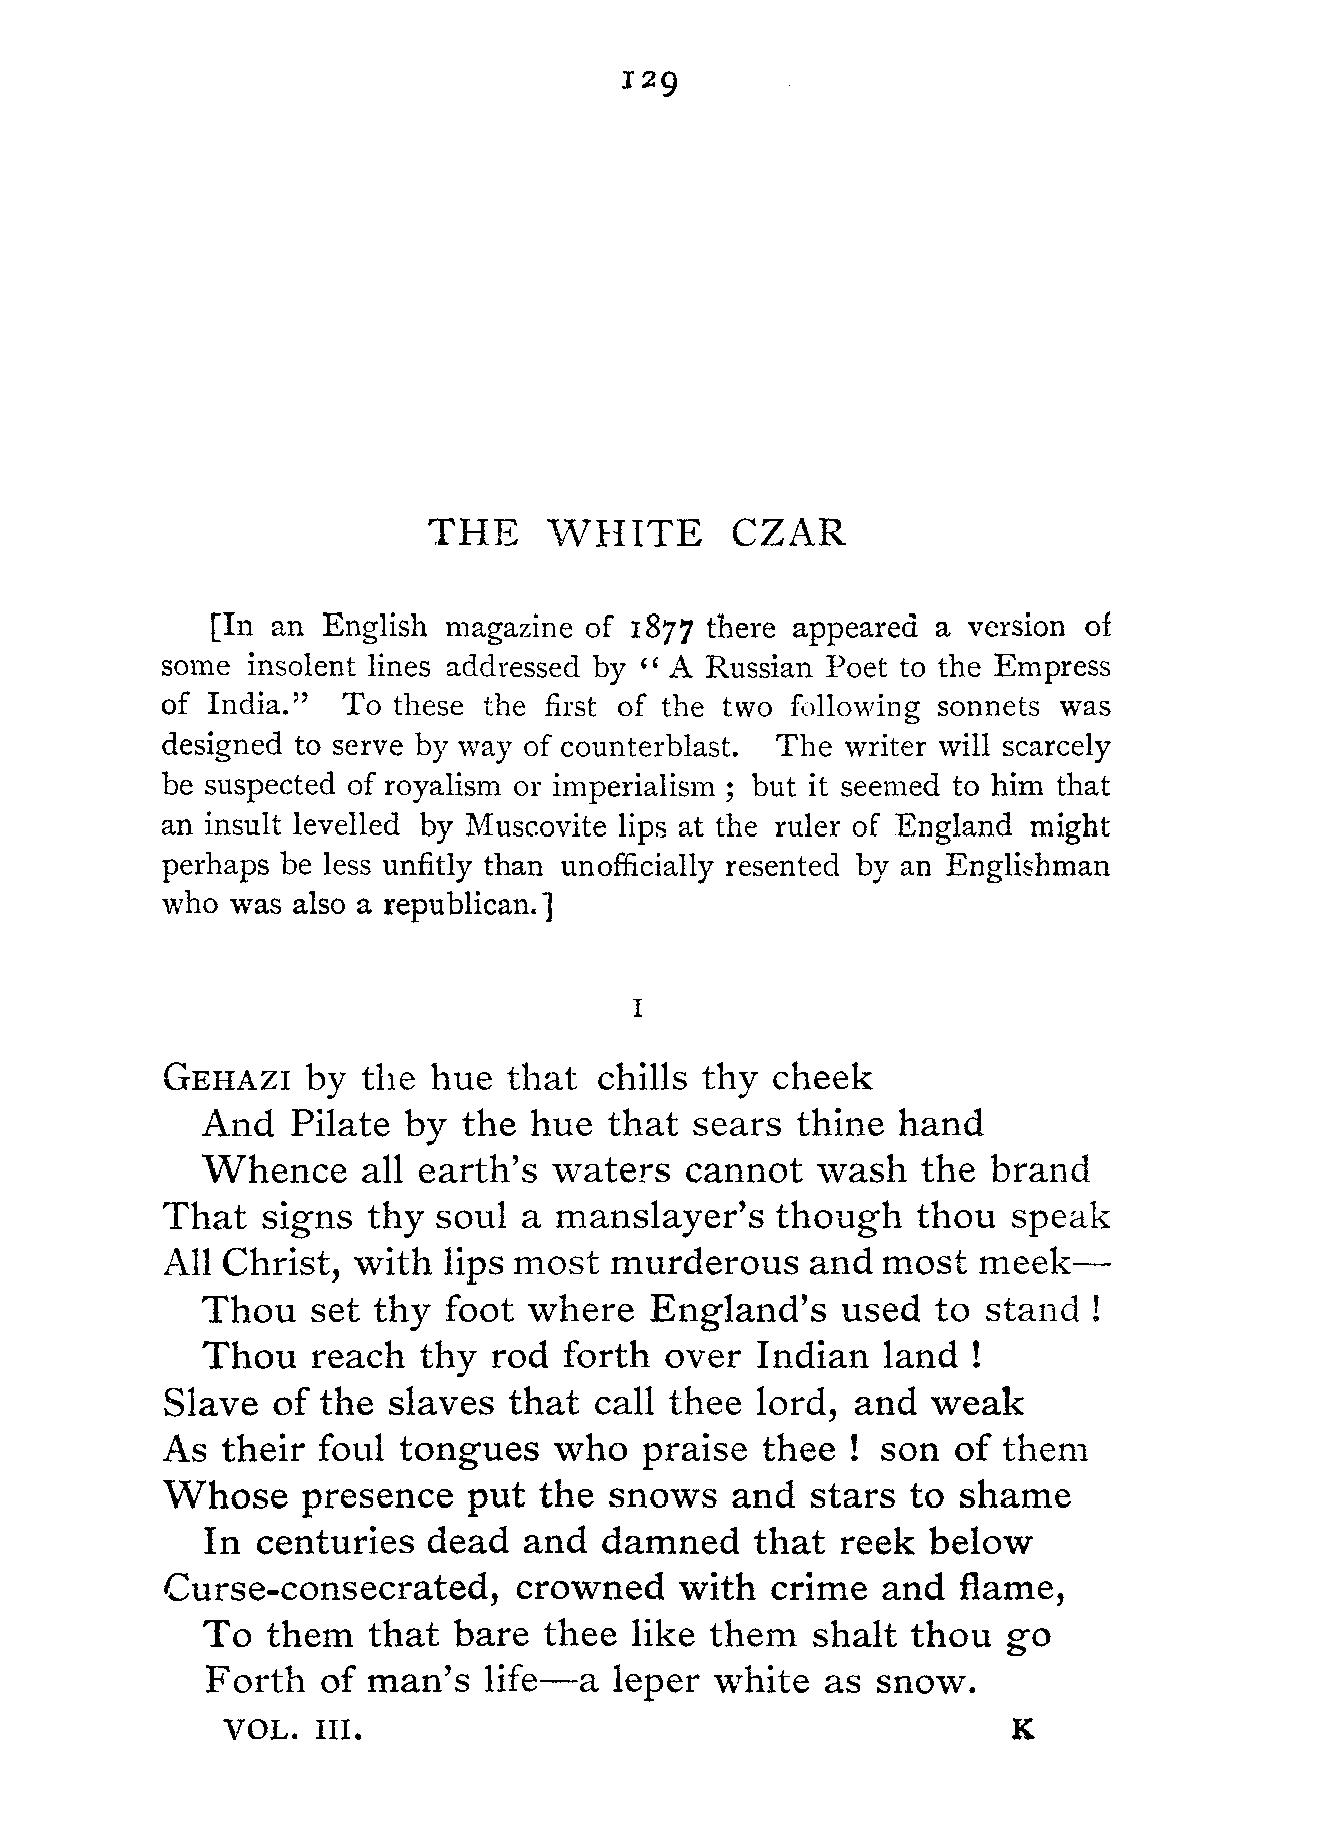 129
THE WHITE CZAR
[In an English magazine of 1877 there appeared a version of
some insolent lines addressed by “ A Russian Poet to the Empress
of India.” To these the first of the two following sonnets was
designed to serve by way of counterblast. The writer will scarcely
be suspected of royalism or imperialism ; but it seemed to him that
an insult levelled by Muscovite lips at the ruler of England might
perhaps be less unfitly than unofficially resented by an Englishman
who was also a republican.]
I
GEHAZI by the hue that chills thy cheek
And Pilate by the hue that sears thine hand
Whence all earth’s waters cannot wash the brand
That signs thy soul a manslayer’s though thou speak
All Christ, with lips most murderous and most meek—
Thou set thy foot where England’s used to stand !
Thou reach thy rod forth over Indian land !
Slave of the slaves that call thee lord, and weak
As their foul tongues who praise thee ! son of them
Whose presence put the snows and stars to shame
In centuries dead and damned that reek below
Curse-consecrated, crowned with crime and flame,
To them that bare thee like them shalt thou go
Forth of man’s life—a leper white as snow.
VOL. III. K